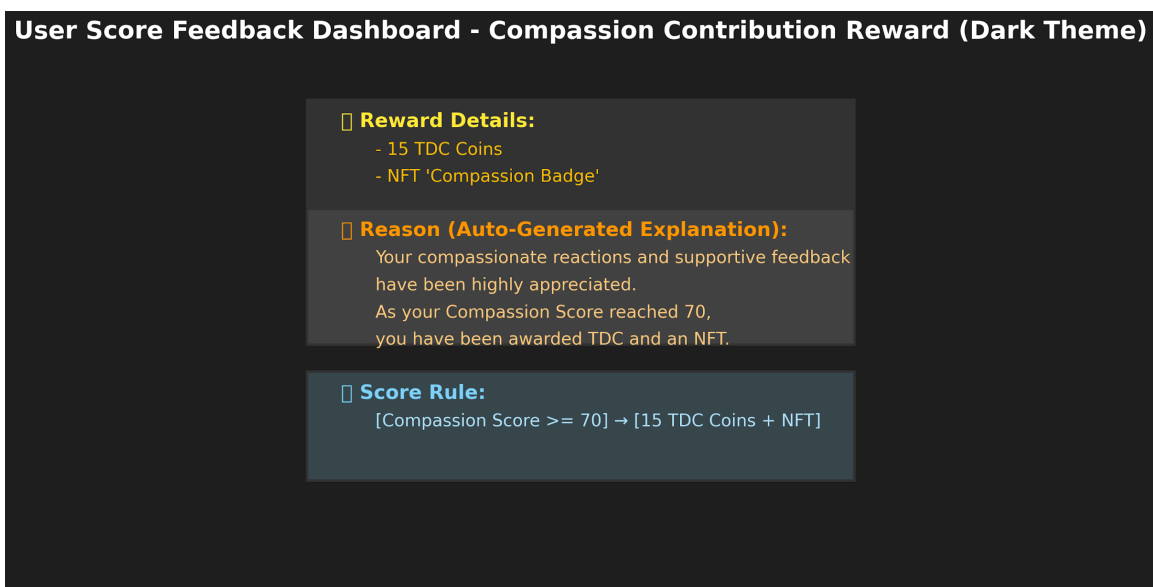 User Score Feedback Dashboard - Compassion Contribution Reward (Dark Theme)
Reward Details:
- 15 TDC Coins
- NFT 'Compassion Badge'
Reason (Auto-Generated Explanation):
Your compassionate reactions and supportive feedback
have been highly appreciated.
As your Compassion Score reached 70,
you have been awarded TDC and an NFT.
Score Rule:
[Compassion Score >= 70] → [15 TDC Coins + NFT]